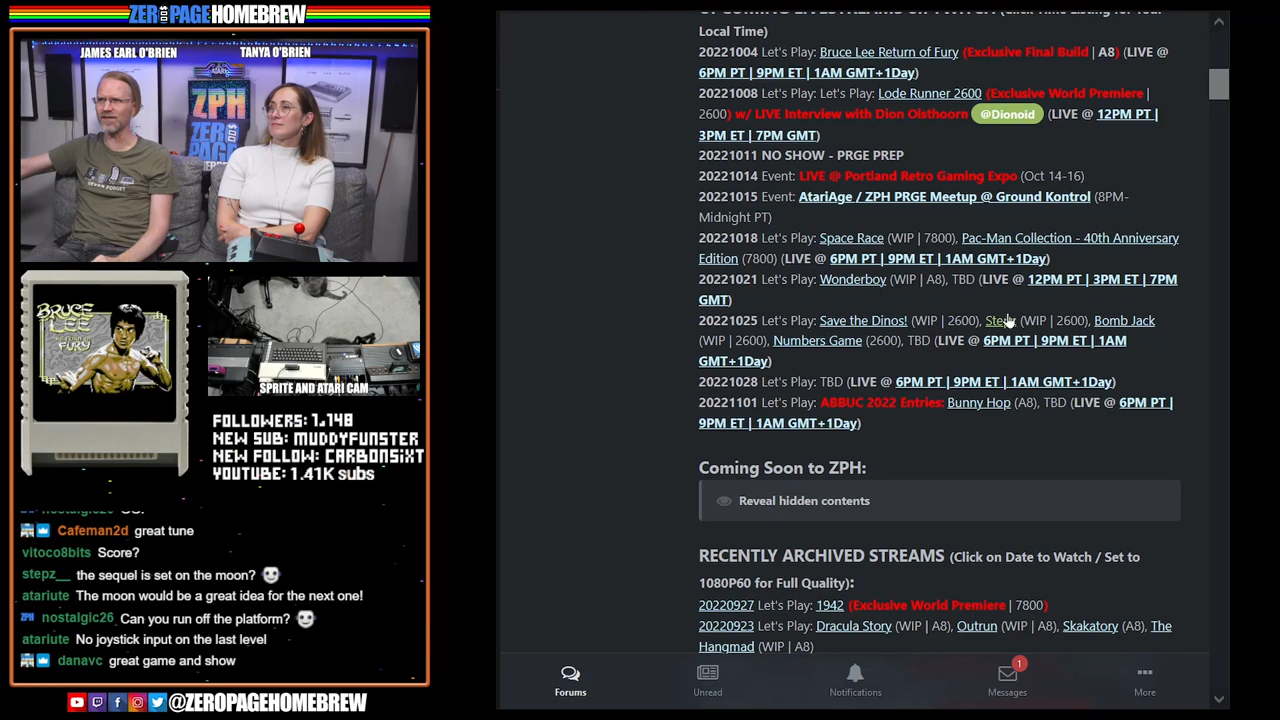 ZERO PAGE HOMEBREW
JAMES EARL O'BRIEN
TANYA O'BRIEN
ATARI
ZPH
ZERO
PAGE
NEVER FORGET
BRUCE
LEE
RETURN OF
FURY
SPRITE AND ATARI CAM
FOLLOWERS: 1,148
NEW SUB: MUDDYFUNSTER
NEW FOLLOW: CARBONSIXT
YOUTUBE: 1.41K subs
Cafeman2d great tune
vitoco8bits Score?
stepz__ the sequel is set on the moon?
atariute The moon would be a great idea for the next one!
ZPH nostalgic26 Can you run off the platform?
atariute No joystick input on the last level
danavc great game and show
@ZEROPAGEHOMEBREW
Local Time)
20221004 Let's Play: Bruce Lee Return of Fury (Exclusive Final Build | A8) (LIVE @
6PM PT | 9PM ET | 1AM GMT+1Day)
20221008 Let's Play: Let's Play: Lode Runner 2600 (Exclusive World Premiere |
2600) w/ LIVE Interview with Dion Olsthoorn @Dionoid (LIVE @ 12PM PT |
3PM ET | 7PM GMT)
20221011 NO SHOW - PRGE PREP
20221014 Event: LIVE @ Portland Retro Gaming Expo (Oct 14-16)
20221015 Event: AtariAge / ZPH PRGE Meetup @ Ground Kontrol (8PM-
Midnight PT)
20221018 Let's Play: Space Race (WIP | 7800), Pac-Man Collection - 40th Anniversary
Edition (7800) (LIVE @ 6PM PT | 9PM ET | 1AM GMT+1Day)
20221021 Let's Play: Wonderboy (WIP | A8), TBD (LIVE @ 12PM PT | 3PM ET | 7PM
GMT)
20221025 Let's Play: Save the Dinos! (WIP | 2600), (WIP | 2600), Bomb Jack
(WIP | 2600), Numbers Game (2600), TBD (LIVE @ 6PM PT | 9PM ET | 1AM
GMT+1Day)
20221028 Let's Play: TBD (LIVE @ 6PM PT | 9PM ET | 1AM GMT+1Day)
20221101 Let's Play: ABBUC 2022 Entries: Bunny Hop (A8), TBD (LIVE @ 6PM PT |
9PM ET | 1AM GMT+1Day)
Coming Soon to ZPH:
Reveal hidden contents
RECENTLY ARCHIVED STREAMS (Click on Date to Watch / Set to
1080P60 for Full Quality):
20220927 Let's Play: 1942 (Exclusive World Premiere | 7800)
20220923 Let's Play: Dracula Story (WIP | A8), Outrun (WIP | A8), Skakatory (A8), The
Hangmad (WIP | A8)
Forums
Unread
Notifications
1
Messages
More